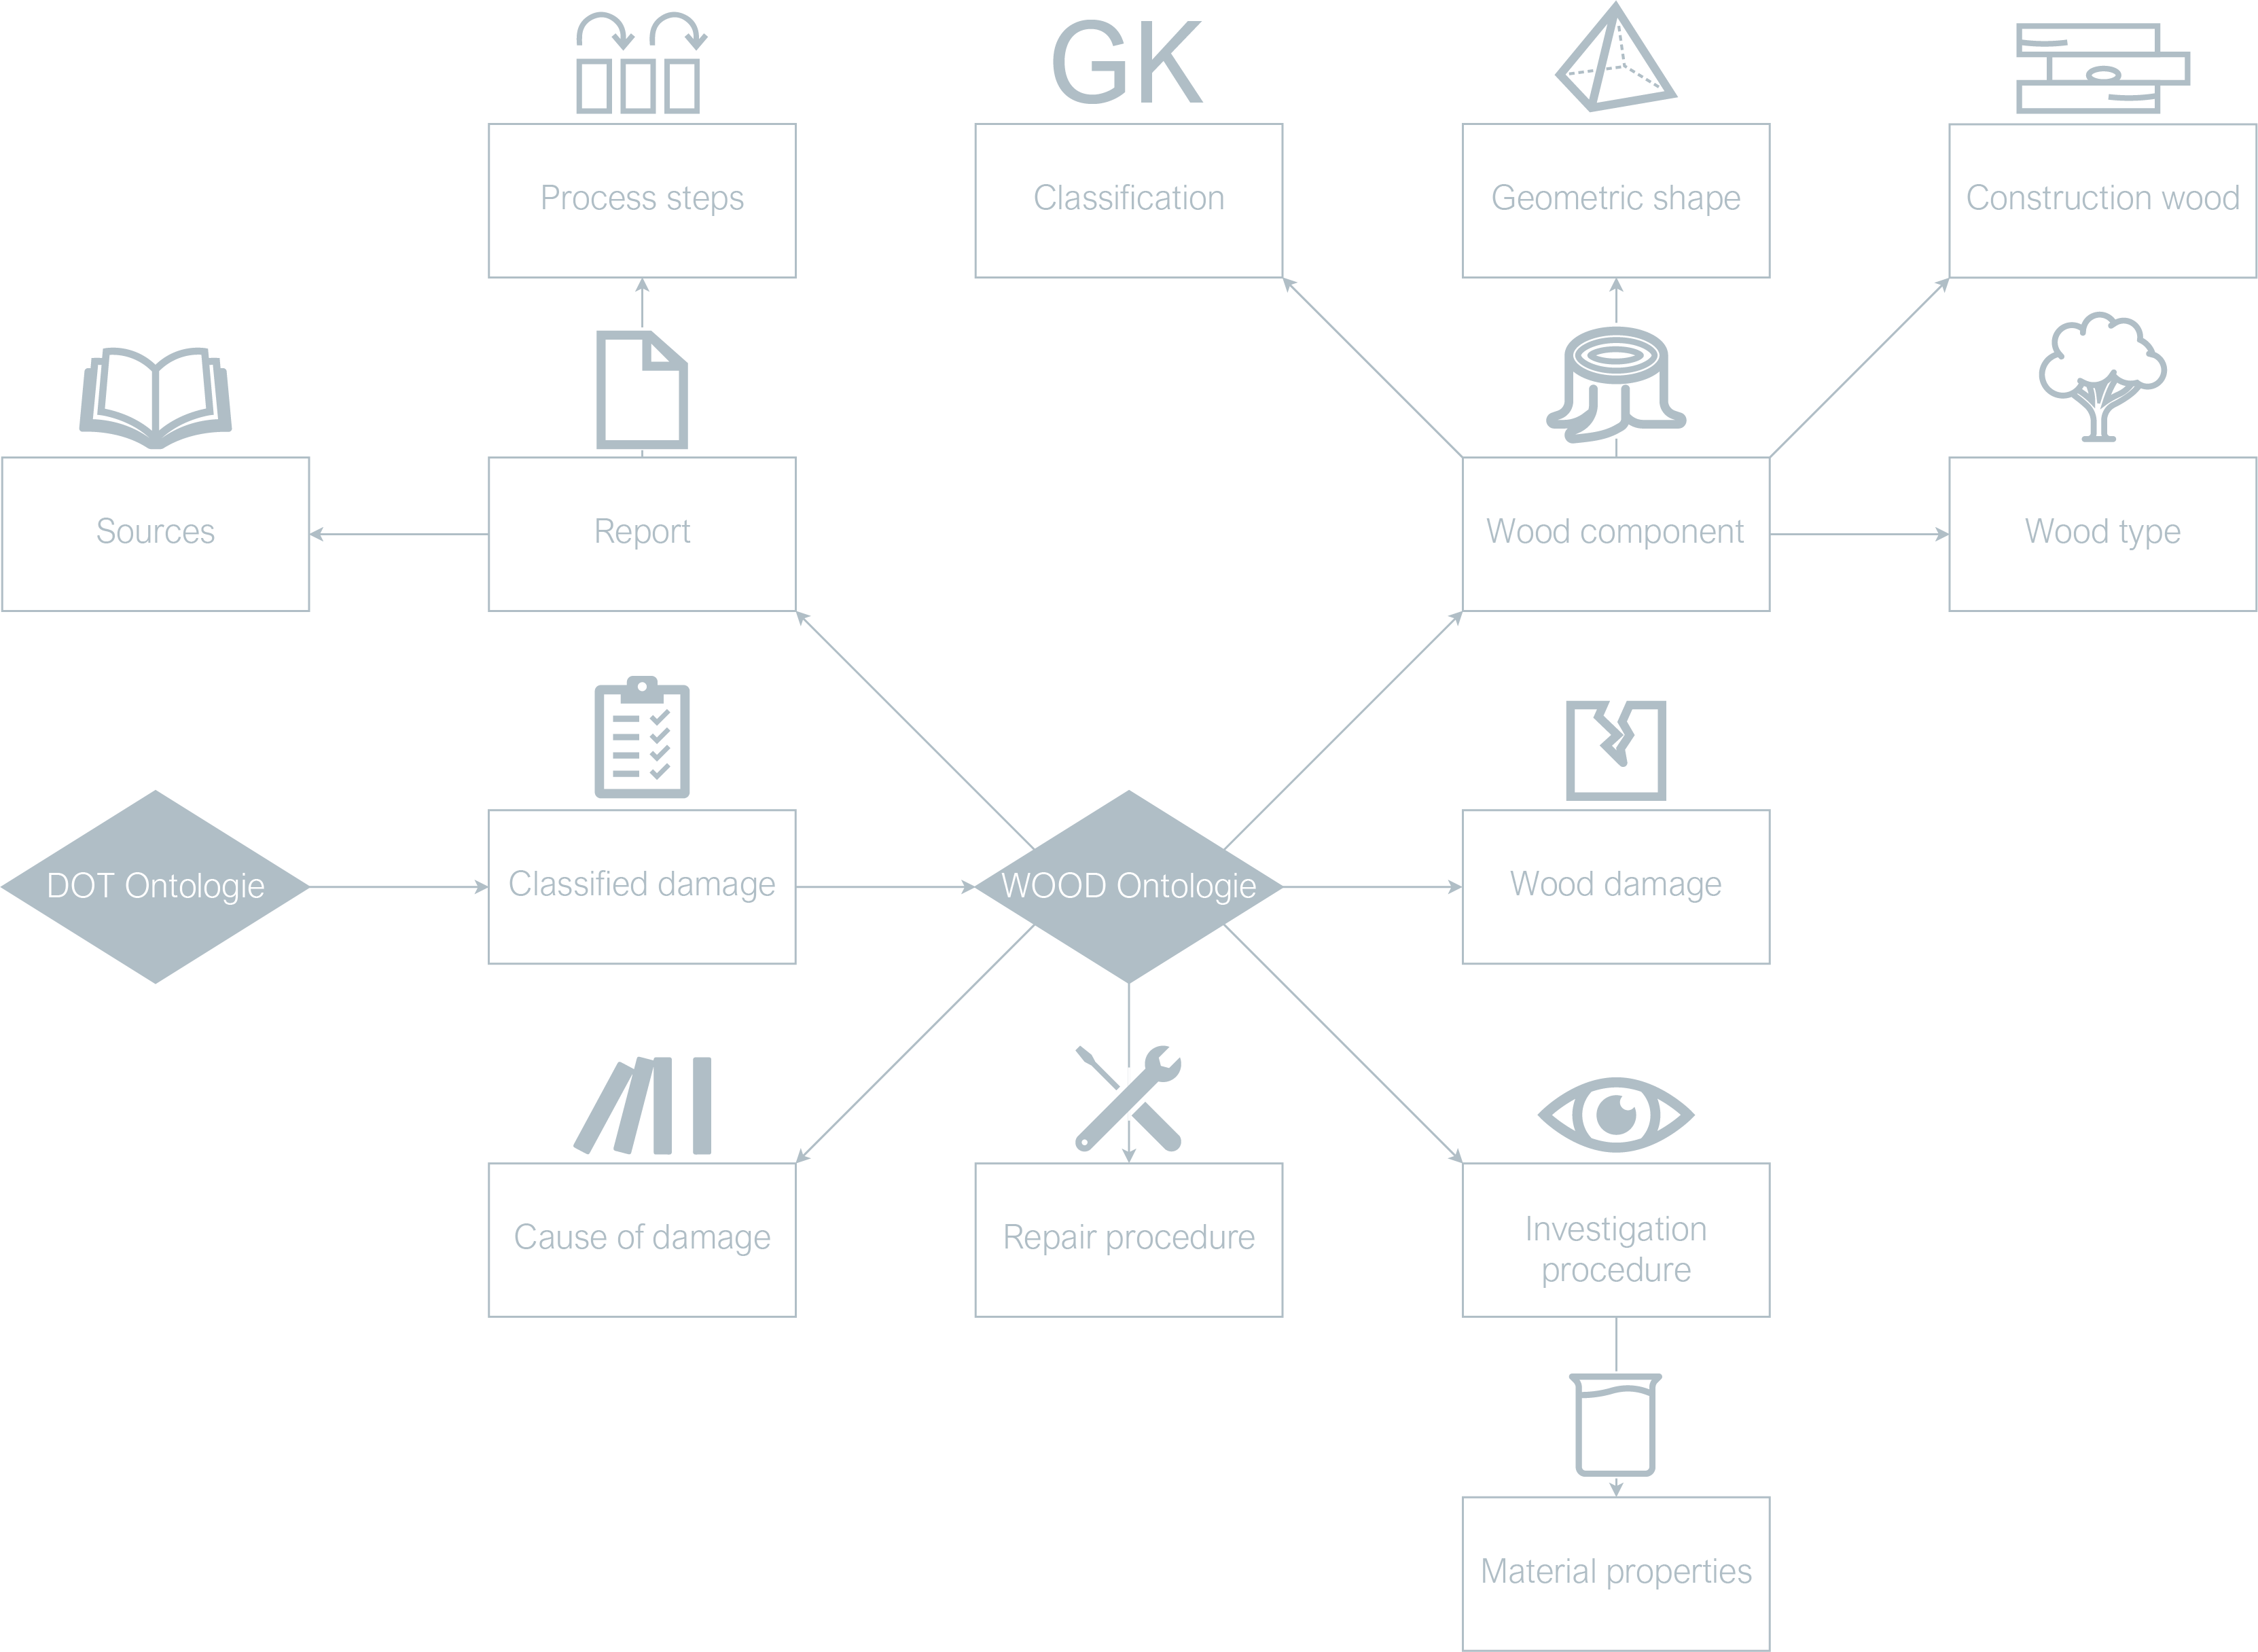 GK
Process steps
Classification
Geometric shape
Construction wood
Sources
Report
Wood component
Wood type
DOT Ontologie
Classsified damage
WOOD Ontologie
Wood damage
Cause of damage
Repair procedure
Investigation
procedure
Material properties